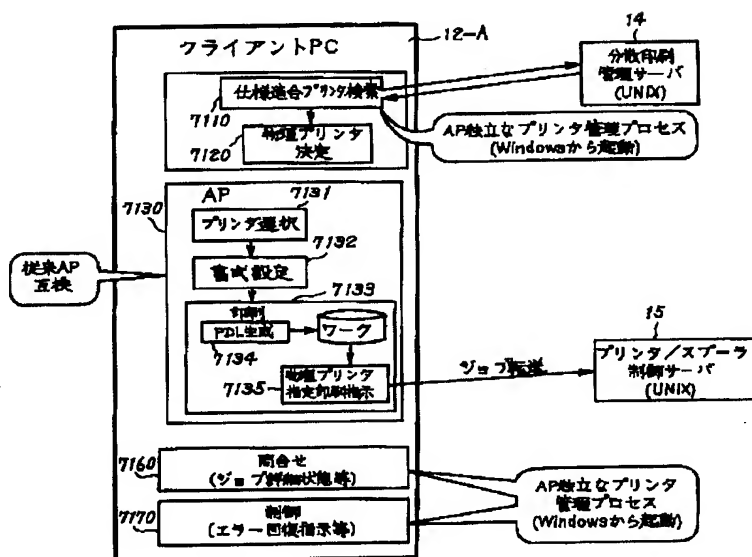 クライアントPC
12-A
14
分散印刷
管理サーバ
(UNIX)
仕様適合プリンタ検索
7110
7120
物理プリンタ
決定
AP独立なプリンタ管理プロセス
(Windowsから起動)
AP
7130
7131
プリンタ選択
7132
書式設定
従来AP
互換
7133
印刷
PDL生成
ワーク
7134
7135
物理プリンタ
指定印刷指示
ジョブ転送
15
プリンタ/スプーラ
制御サーバ
(UNIX)
7160
問合せ
(ジョブ詳細状態等)
7170
制御
(エラー回復指示等)
AP独立なプリンタ
管理プロセス
(Windowsから起動)